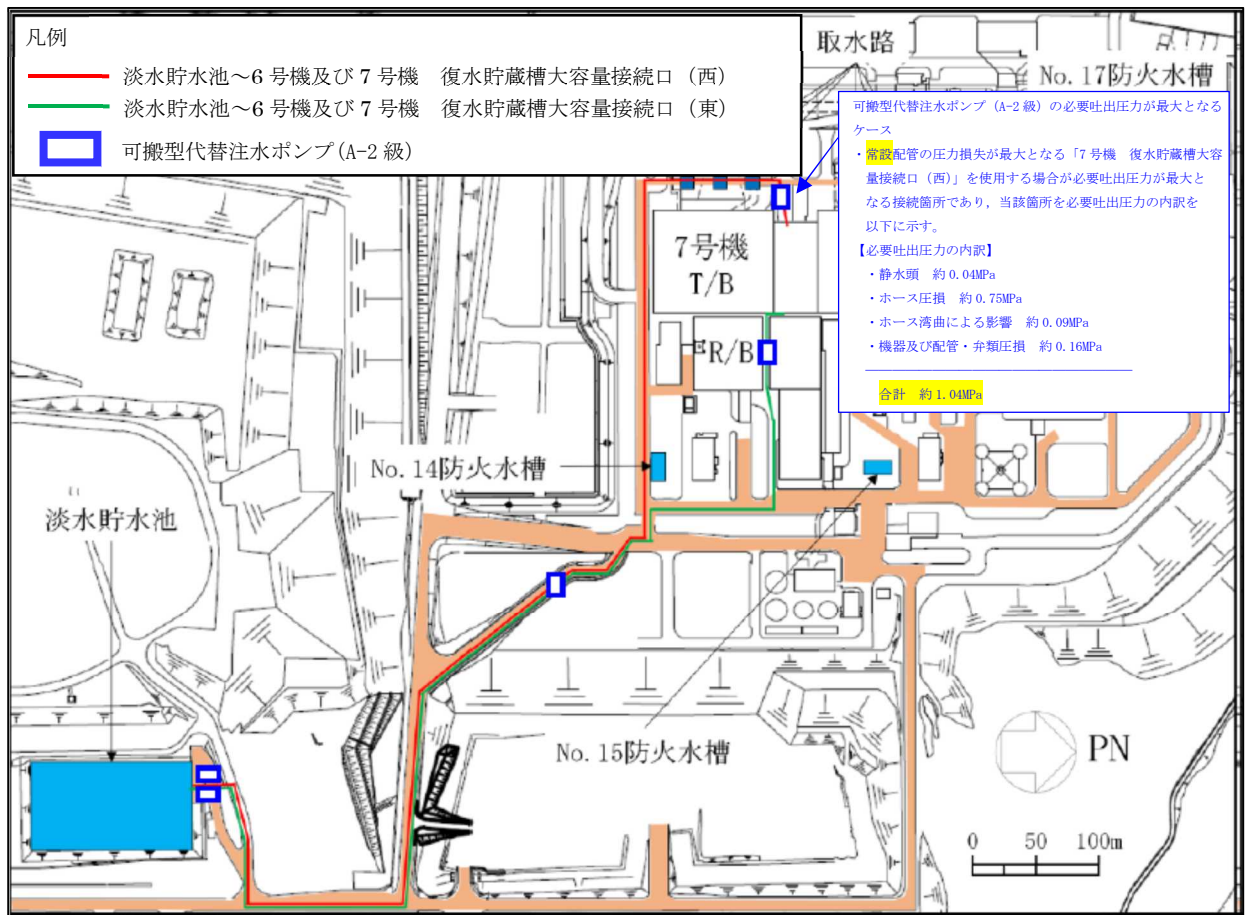 凡例
淡水貯水池～6号機及び7号機　復水貯蔵槽大容量接続口（西）
淡水貯水池～6号機及び7号機　復水貯蔵槽大容量接続口（東）
可搬型代替注水ポンプ(A-2級)
取水路
No.17防火水槽
可搬型代替注水ポンプ（A-2級）の必要吐出圧力が最大となる
ケース
・常設配管の圧力損失が最大となる「7号機　復水貯蔵槽大容
量接続口（西）」を使用する場合が必要吐出圧力が最大と
なる接続箇所であり，当該箇所を必要吐出圧力の内訳を
以下に示す。
【必要吐出圧力の内訳】
・静水頭　約0.04MPa
・ホース圧損　約0.75MPa
・ホース湾曲による影響　約0.09MPa
・機器及び配管・弁類圧損　約0.16MPa
合計　約1.04MPa
7号機
T/B
R/B
No.14防火水槽
淡水貯水池
No.15防火水槽
PN
0 50 100m